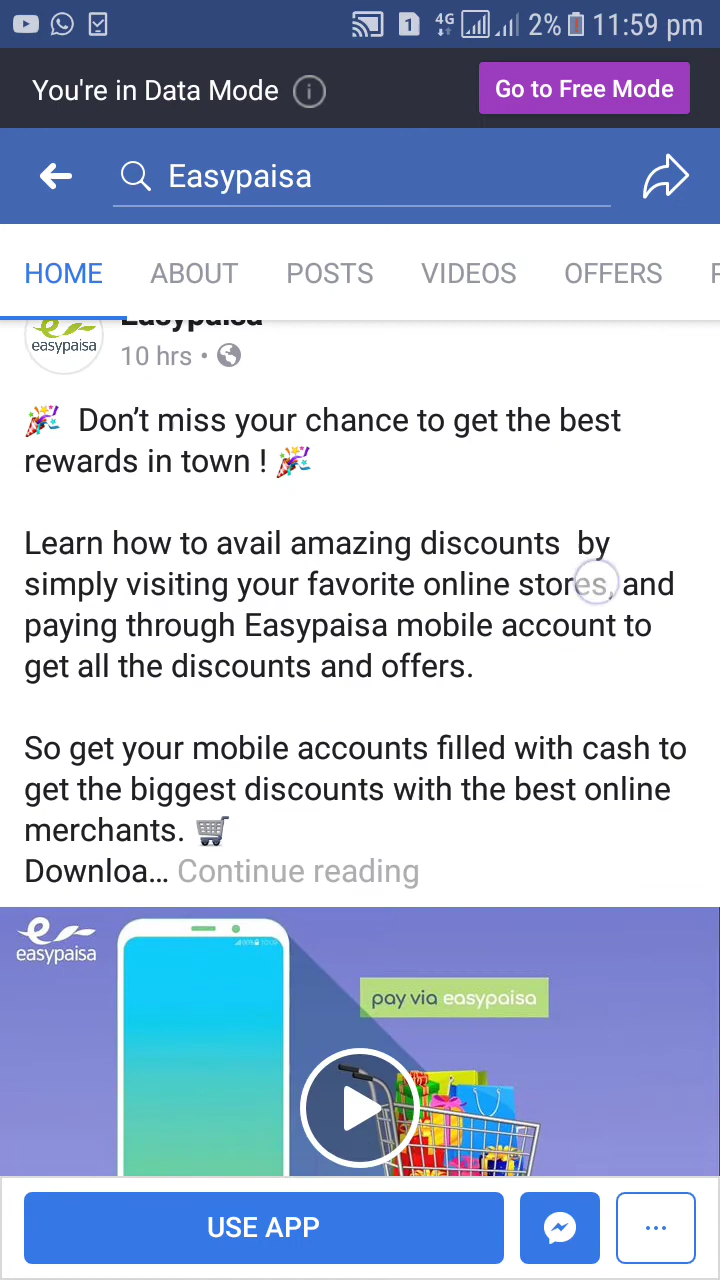 1 4G 2% 11:59 pm
You're in Data Mode
Go to Free Mode
Easypaisa
HOME ABOUT POSTS VIDEOS OFFERS
Easypaisa
easypaisa
10 hrs •
🎉 Don’t miss your chance to get the best
rewards in town ! 🎉
Learn how to avail amazing discounts by
simply visiting your favorite online stores, and
paying through Easypaisa mobile account to
get all the discounts and offers.
So get your mobile accounts filled with cash to
get the biggest discounts with the best online
merchants. 🛒
Downloa... Continue reading
easypaisa
pay via easypaisa
USE APP